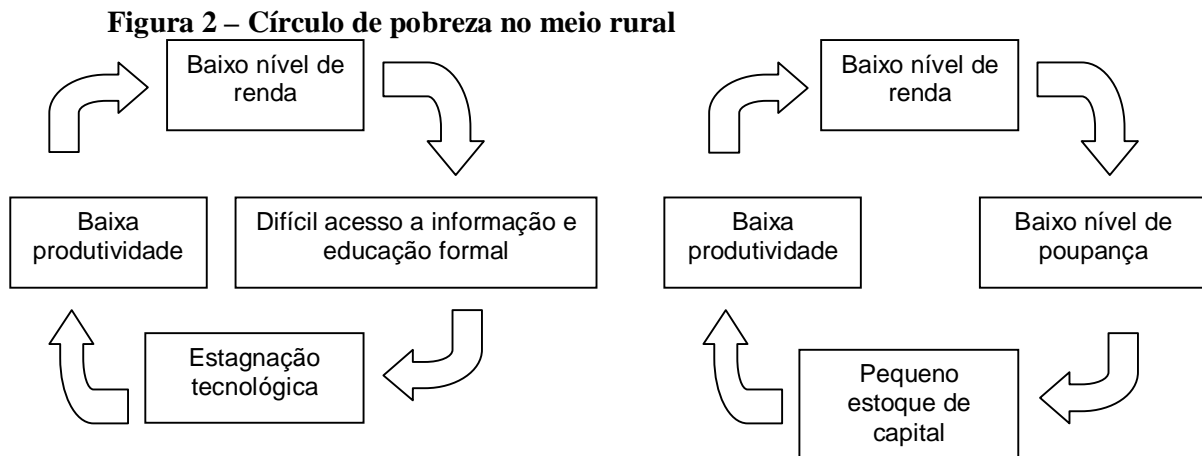 Figura 2 – Círculo de pobreza no meio rural
Baixo nível de
renda
Difícil acesso a informação e
educação formal
Estagnação
tecnológica
Baixa
produtividade
Baixo nível de
renda
Baixo nível de
poupança
Pequeno
estoque de
capital
Baixa
produtividade